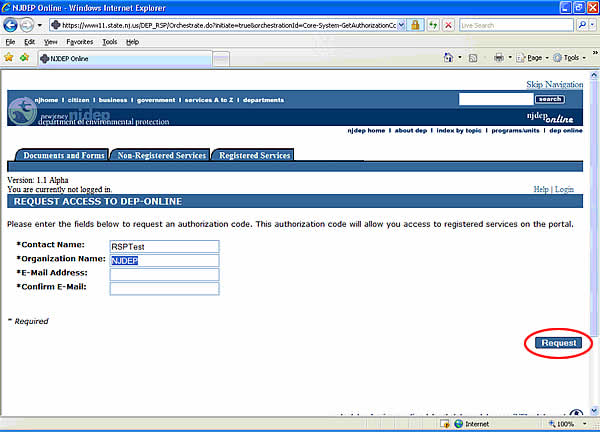 NJDEP Online - Windows Internet Explorer
https://www11.state.nj.us/DEP_RSP/Orchestrate.do?initiate=true&orchestrationId=Core-System-GetAuthorizationCo
Live Search
File Edit View Favorites Tools Help
NJDEP Online
Page Tools
Skip Navigation
njhome | citizen | business | government | services A to Z | departments
search
new jersey njdep
department of environmental protection
njdep online
njdep home | about dep | index by topic | programs/units | dep online
Documents and Forms Non-Registered Services Registered Services
Version: 1.1 Alpha
You are currently not logged in.
Help | Login
REQUEST ACCESS TO DEP-ONLINE
Please enter the fields below to request an authorization code. This authorization code will allow you access to registered services on the portal.
*Contact Name: RSPTest
*Organization Name: NJDEP
*E-Mail Address:
*Confirm E-Mail:
* Required
Request
Internet 100%